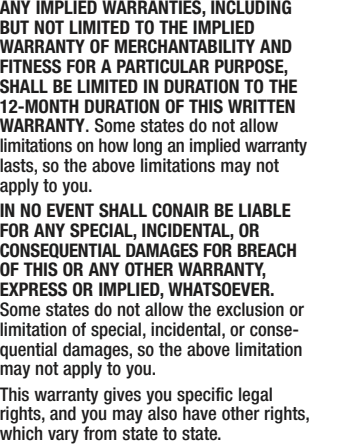 ANY IMPLIED WARRANTIES, INCLUDING
BUT NOT LIMITED TO THE IMPLIED
WARRANTY OF MERCHANTABILITY AND
FITNESS FOR A PARTICULAR PURPOSE,
SHALL BE LIMITED IN DURATION TO THE
12-MONTH DURATION OF THIS WRITTEN
WARRANTY. Some states do not allow
limitations on how long an implied warranty
lasts, so the above limitations may not
apply to you.
IN NO EVENT SHALL CONAIR BE LIABLE
FOR ANY SPECIAL, INCIDENTAL, OR
CONSEQUENTIAL DAMAGES FOR BREACH
OF THIS OR ANY OTHER WARRANTY,
EXPRESS OR IMPLIED, WHATSOEVER.
Some states do not allow the exclusion or
limitation of special, incidental, or conse-
quential damages, so the above limitation
may not apply to you.
This warranty gives you specific legal
rights, and you may also have other rights,
which vary from state to state.